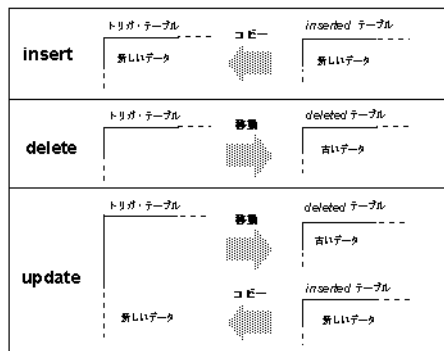 insert
トリガ・テーブル
新しいデータ
コピー
inserted テーブル
新しいデータ
delete
トリガ・テーブル
移動
deleted テーブル
古いデータ
update
トリガ・テーブル
新しいデータ
移動
deleted テーブル
古いデータ
コピー
inserted テーブル
新しいデータ